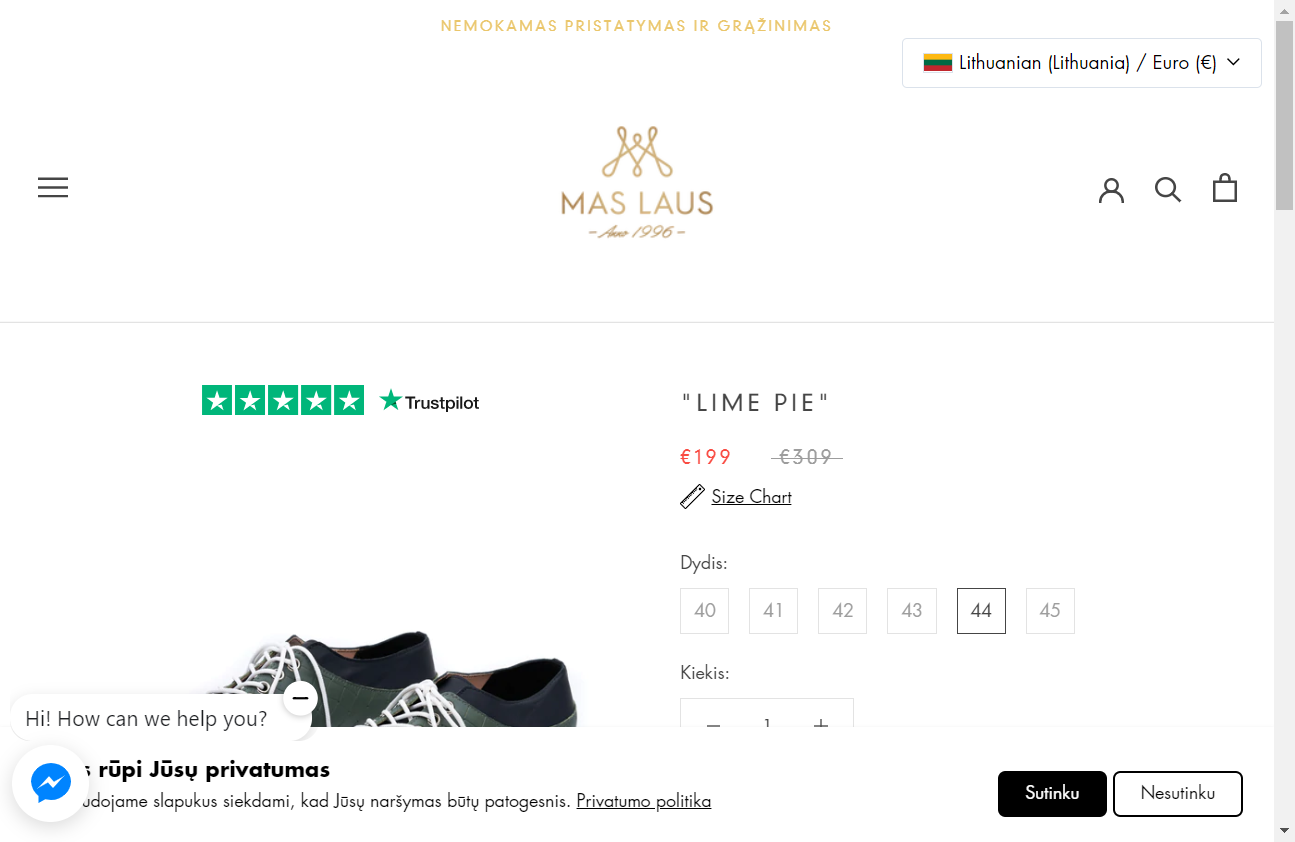 NEMOKAMAS PRISTATYMAS IR GRĄŽINIMAS
Lithuanian (Lithuania) / Euro (€)
MAS LAUS
- Anno 1996 -
Trustpilot
"LIME PIE"
€199 €309
Size Chart
Dydis:
40 41 42 43 44 45
Kiekis:
1
Hi! How can we help you?
s rūpi Jūsų privatumas
udojame slapukus siekdami, kad Jūsų naršymas būtų patogesnis. Privatumo politika
Sutinku
Nesutinku